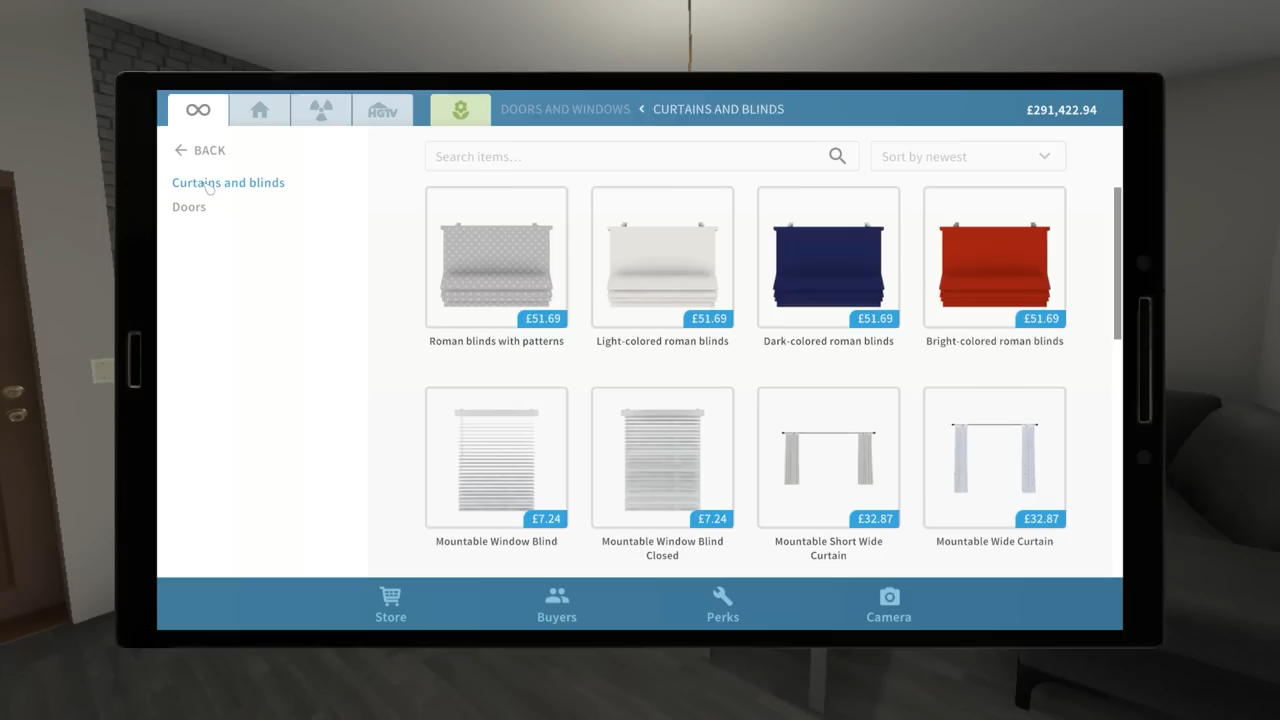 HGTV
DOORS AND WINDOWS < CURTAINS AND BLINDS
£291,422.94
BACK
Curtains and blinds
Doors
Search items...
Sort by newest
£51.69
£51.69
£51.69
£51.69
Roman blinds with patterns
Light-colored roman blinds
Dark-colored roman blinds
Bright-colored roman blinds
£7.24
£7.24
£32.87
£32.87
Mountable Window Blind
Mountable Window Blind
Closed
Mountable Short Wide
Curtain
Mountable Wide Curtain
Store
Buyers
Perks
Camera